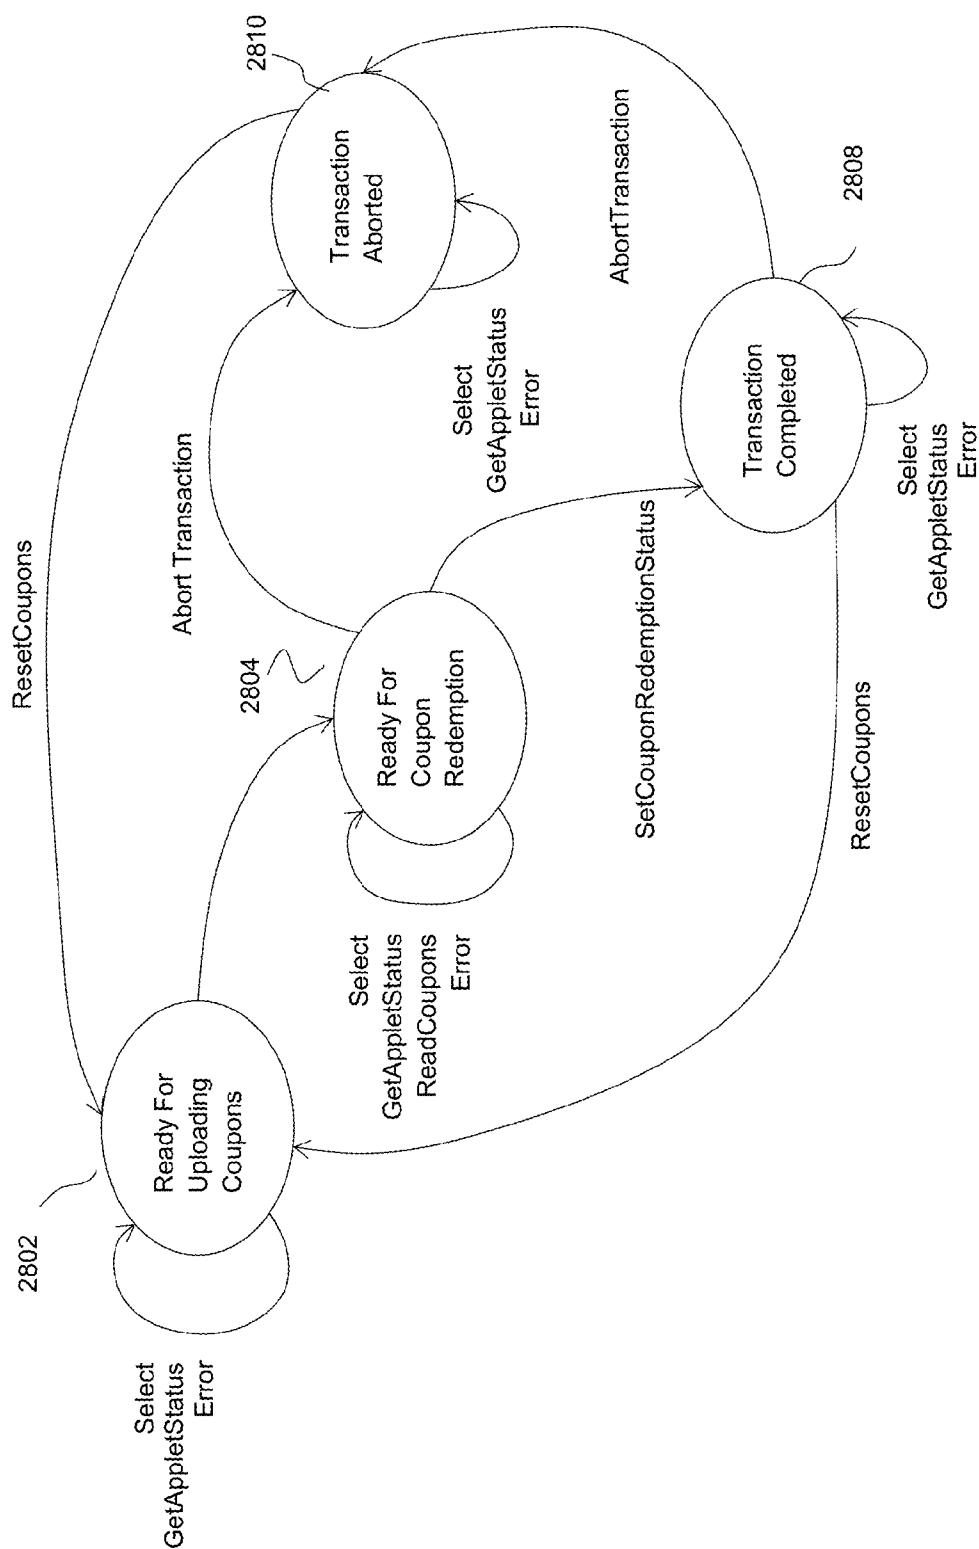 ResetCoupons
2810
Transaction
Aborted
Abort Transaction
Select
GetAppletStatus
Error
AbortTransaction
2808
Transaction
Completed
Select
GetAppletStatus
Error
2804
Ready For
Coupon
Redemption
SetCouponRedemptionStatus
ResetCoupons
Select
GetAppletStatus
ReadCoupons
Error
2802
Ready For
Uploading
Coupons
Select
GetAppletStatus
Error